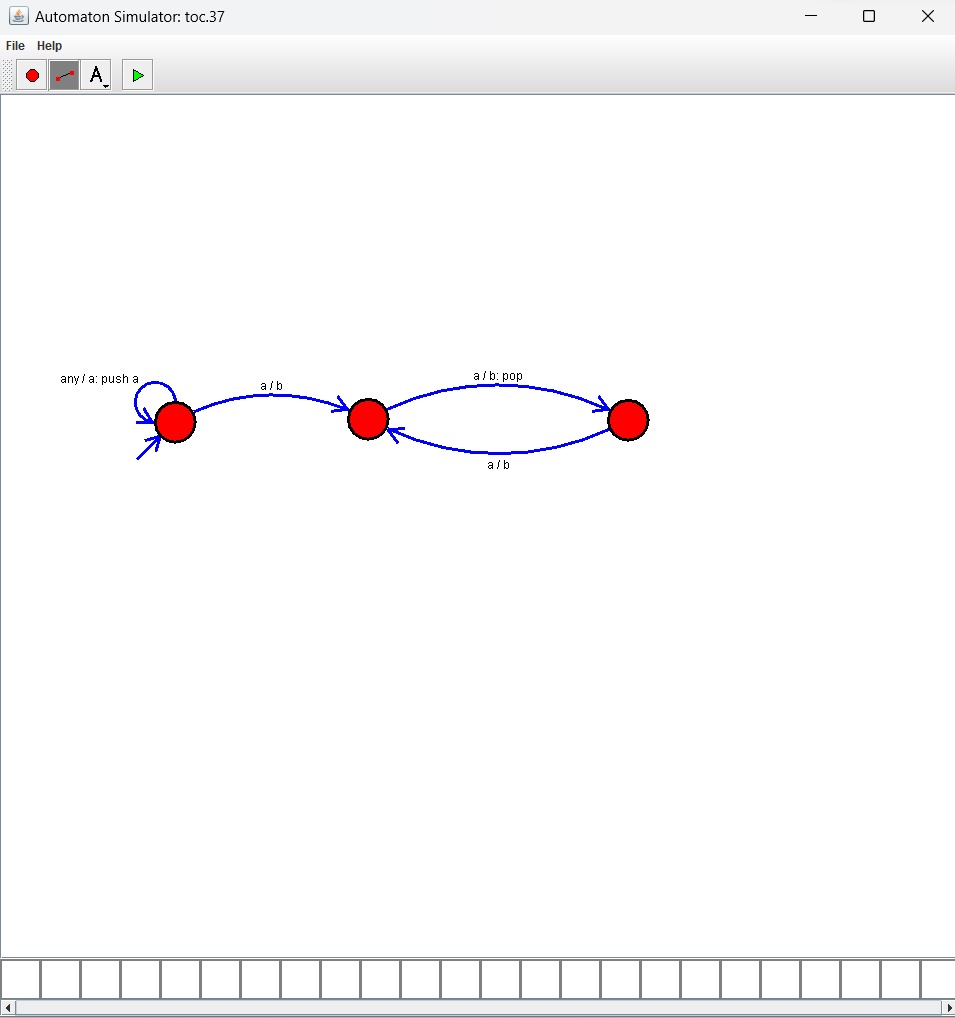 Automaton Simulator: toc.37
File Help
A
any / a: push a
a / b
a / b: pop
a / b